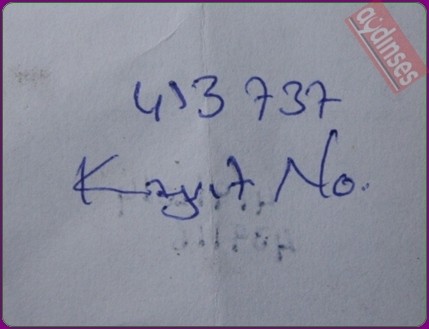 aydınses
413 737
Kayıt No.